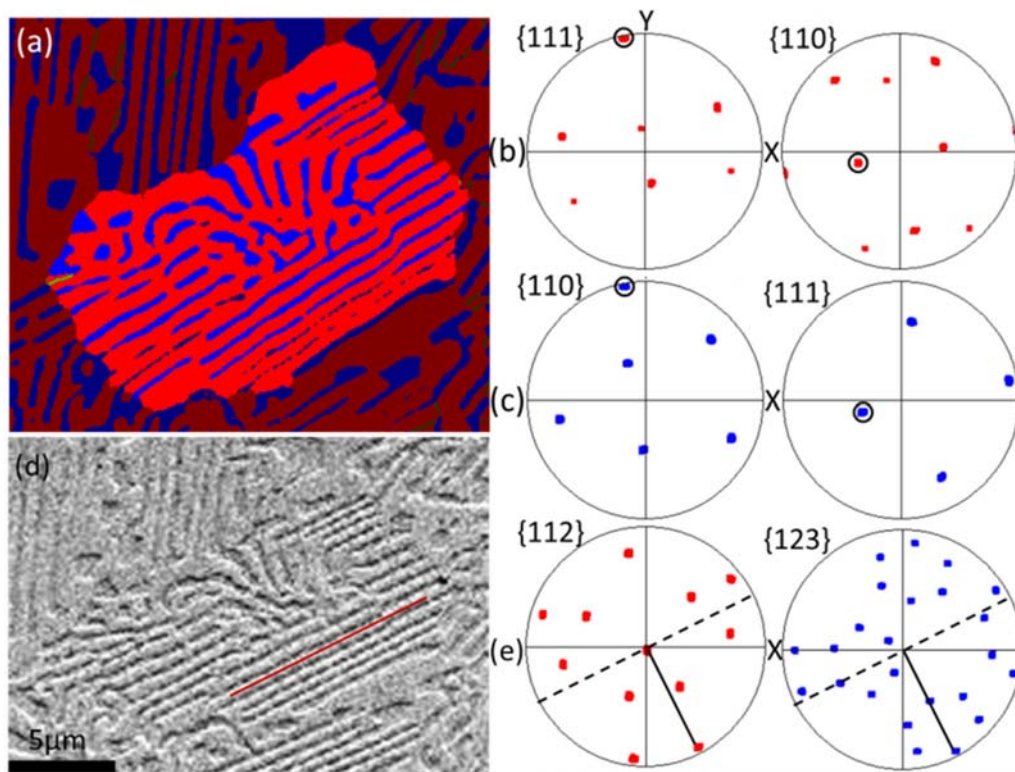 (a)
{111}
Y
{110}
(b)
X
{110}
{111}
(c)
X
(d)
5μm
{112}
{123}
(e)
X